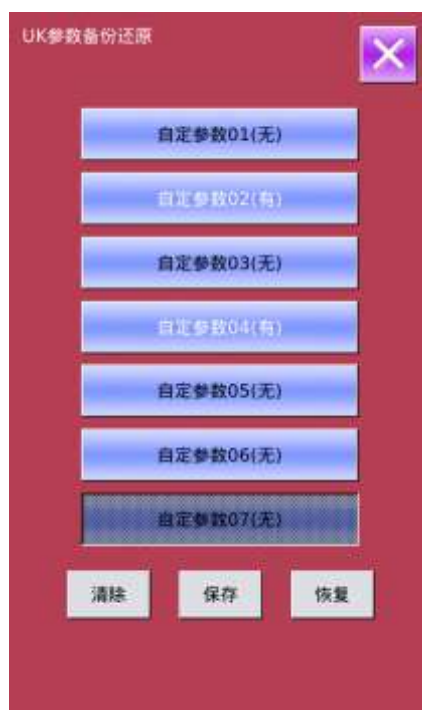 UK参数备份还原
自定参数01(无)
自定参数02(有)
自定参数03(无)
自定参数04(有)
自定参数05(无)
自定参数06(无)
自定参数07(无)
清除 保存 恢复